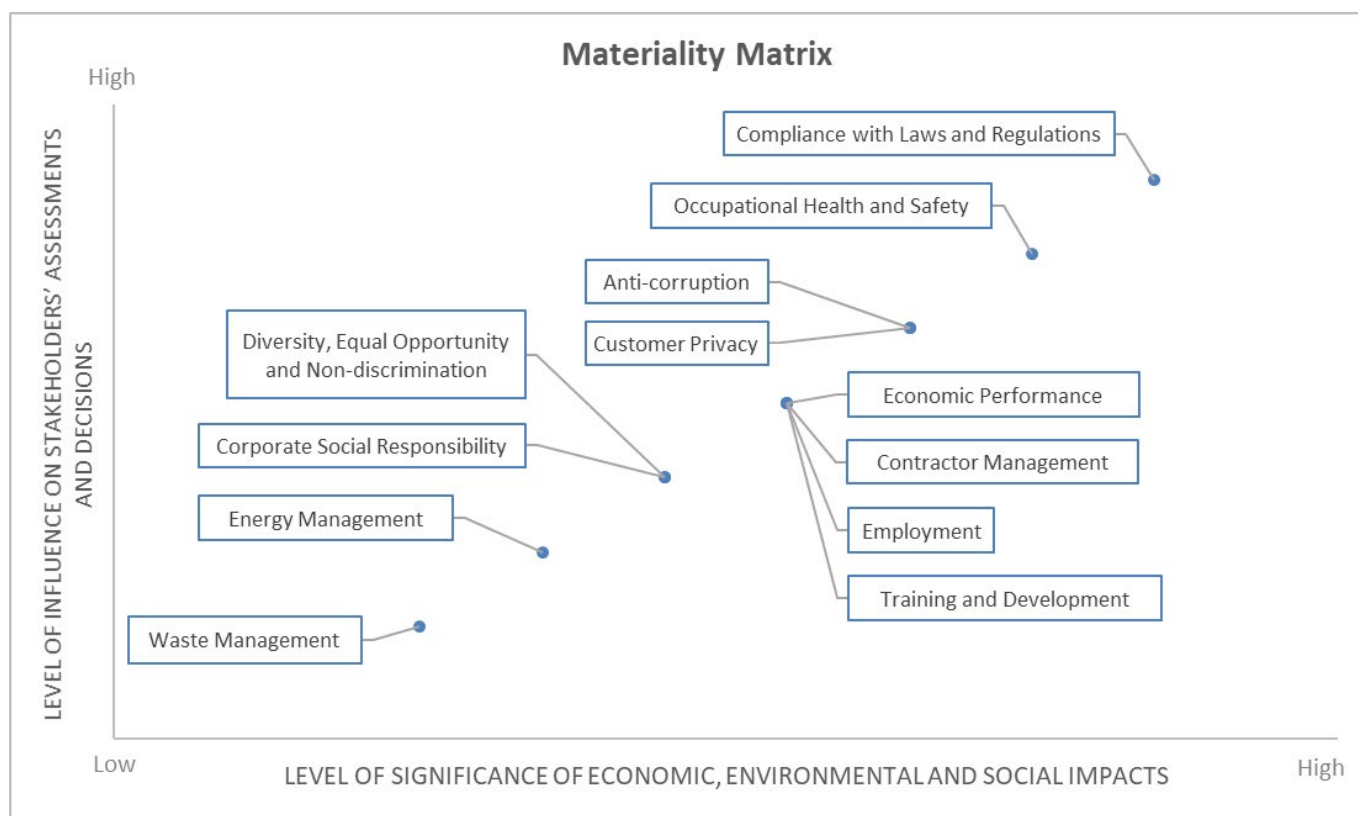 Materiality Matrix
High
LEVEL OF INFLUENCE ON STAKEHOLDERS’ ASSESSMENTS
AND DECISIONS
Compliance with Laws and Regulations
Occupational Health and Safety
Anti-corruption
Customer Privacy
Diversity, Equal Opportunity
and Non-discrimination
Economic Performance
Corporate Social Responsibility
Contractor Management
Energy Management
Employment
Training and Development
Waste Management
Low
LEVEL OF SIGNIFICANCE OF ECONOMIC, ENVIRONMENTAL AND SOCIAL IMPACTS
High